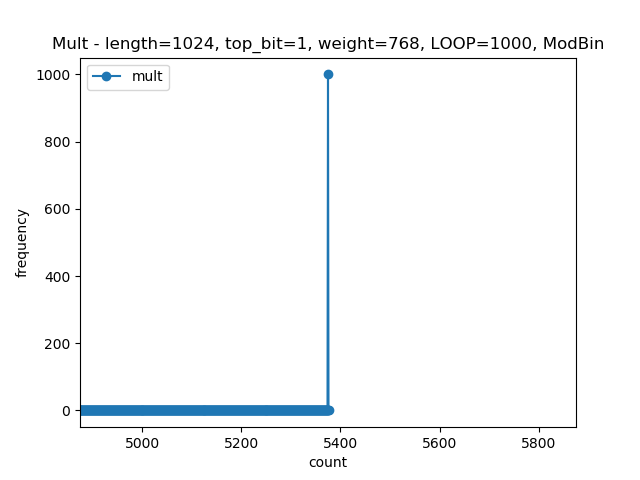 Mult - length=1024, top_bit=1, weight=768, LOOP=1000, ModBin
mult
1000
800
600
400
200
0
frequency
5000 5200 5400 5600 5800
count